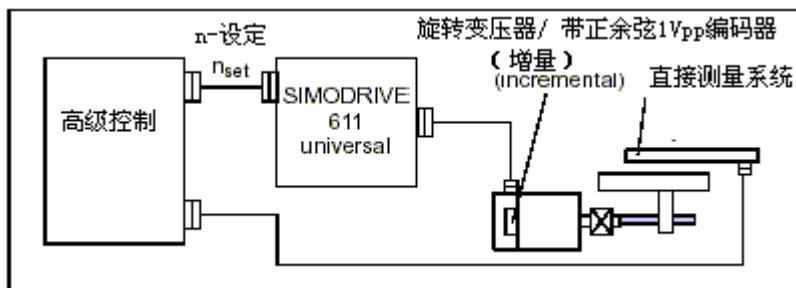 n-设定
n_set
高级控制
SIMODRIVE
611
universal
旋转变压器/ 带正余弦1Vpp编码器
(增量)
(incremental)
直接测量系统